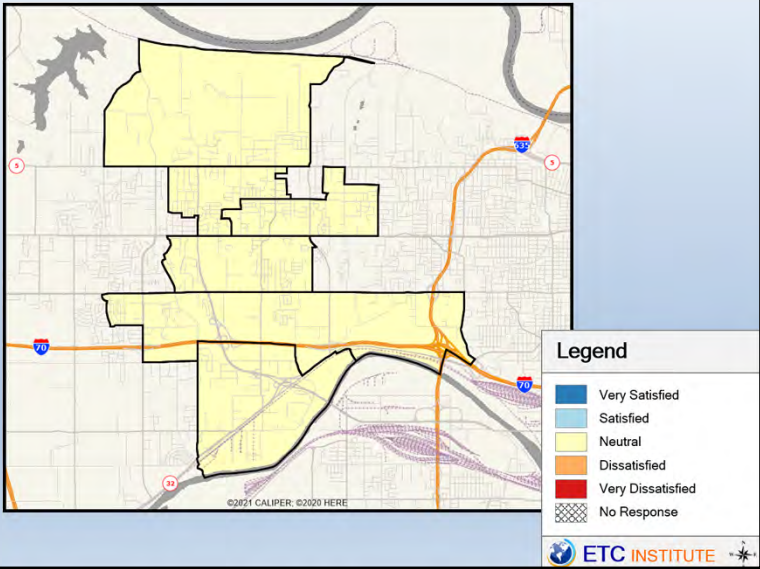 635
5
5
70
70
32
©2021 CALIPER; ©2020 HERE
Legend
Very Satisfied
Satisfied
Neutral
Dissatisfied
Very Dissatisfied
No Response
N
ETC INSTITUTE